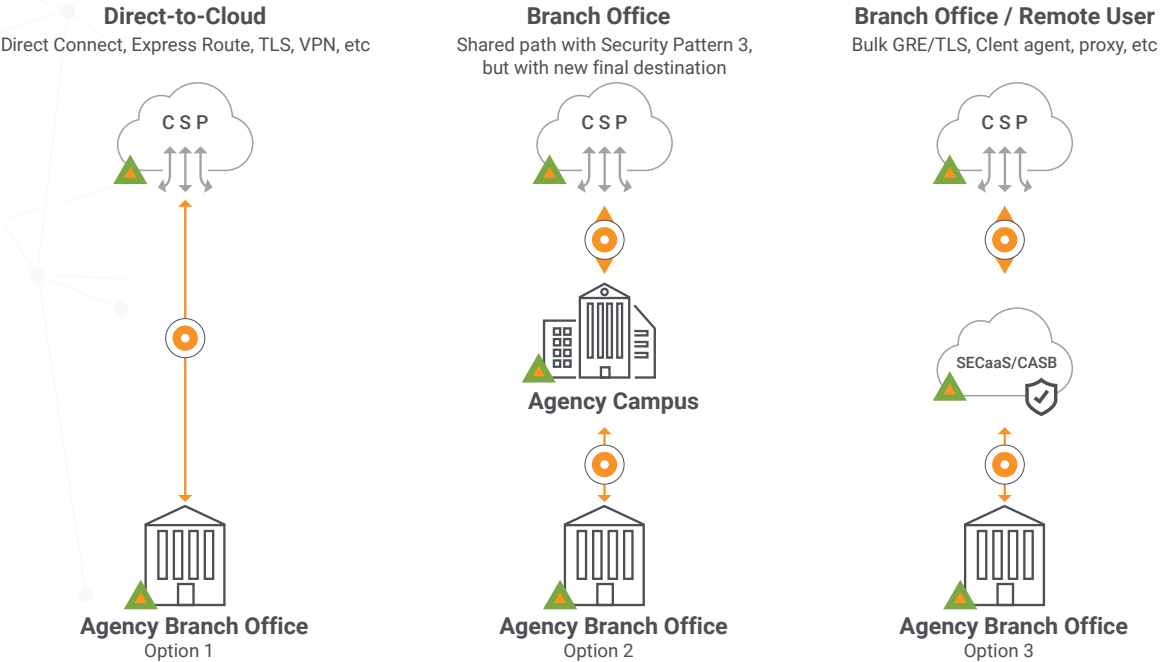 Direct-to-Cloud
Direct Connect, Express Route, TLS, VPN, etc
CSP
Agency Branch Office
Option 1
Branch Office
Shared path with Security Pattern 3,
but with new final destination
CSP
Agency Campus
Agency Branch Office
Option 2
Branch Office / Remote User
Bulk GRE/TLS, Clent agent, proxy, etc
CSP
SECaaS/CASB
Agency Branch Office
Option 3